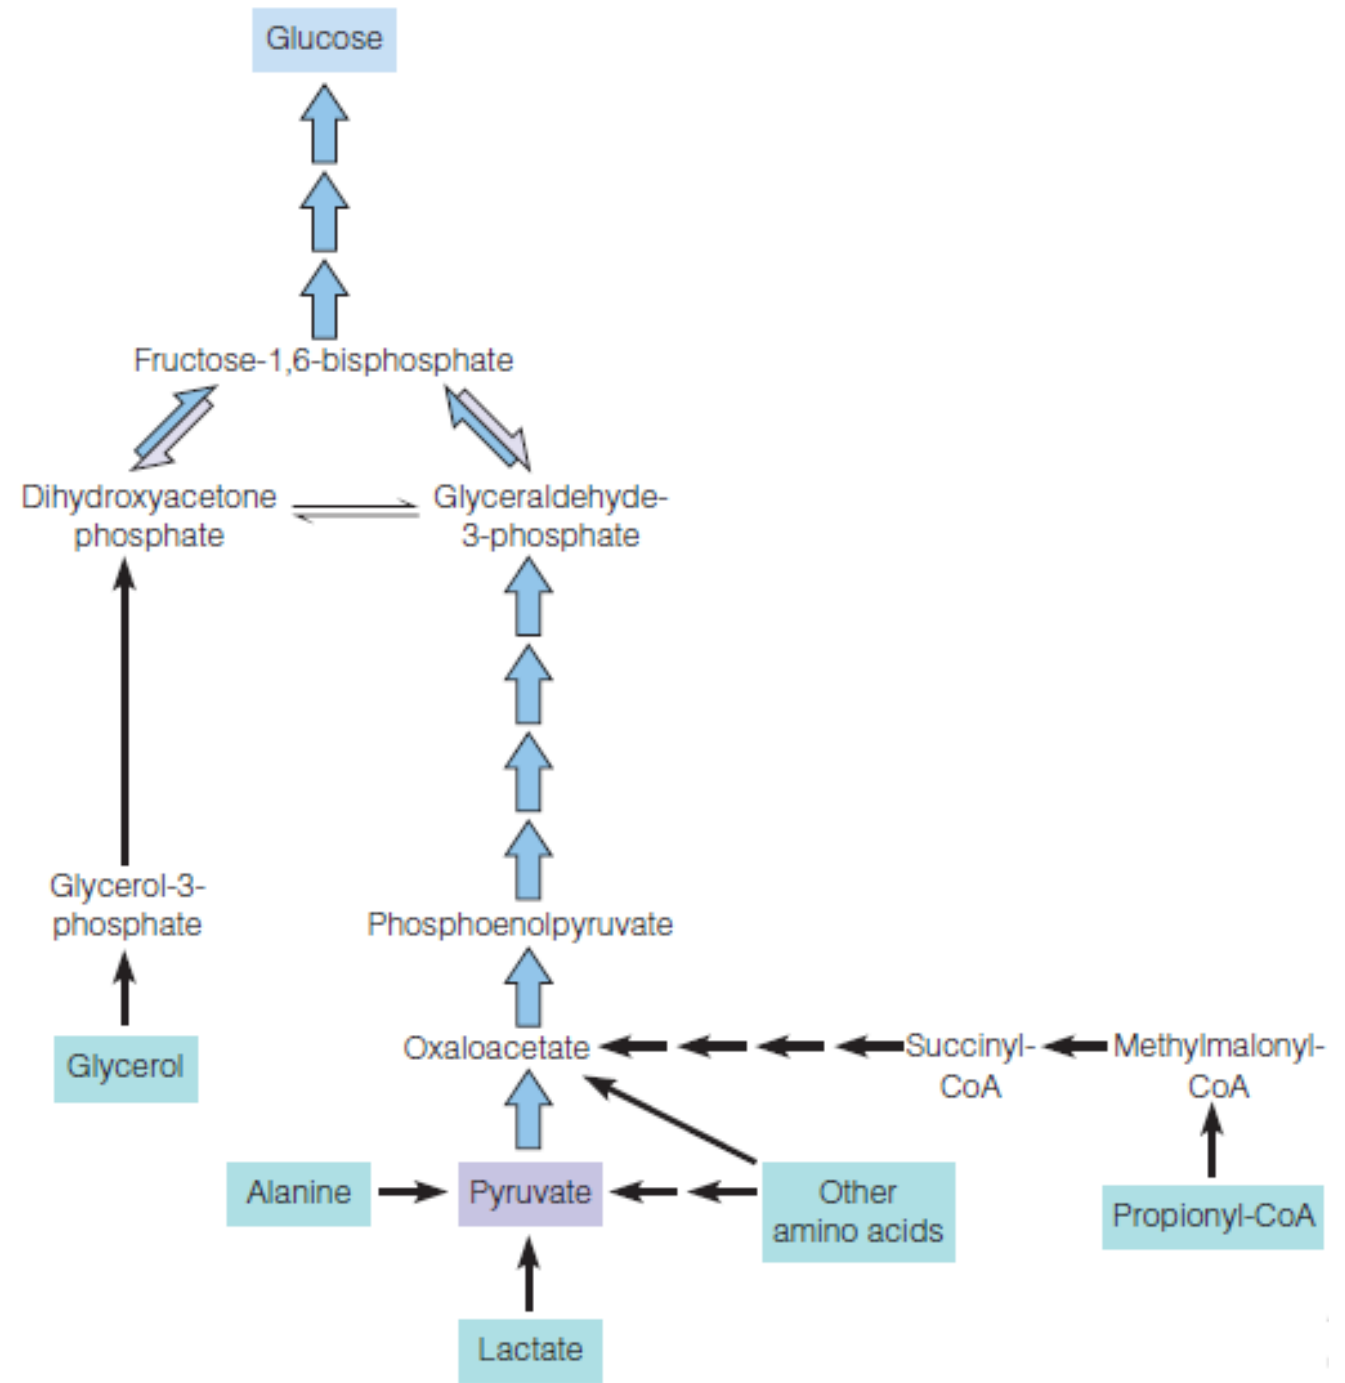 Glucose
Fructose-1,6-bisphosphate
Dihydroxyacetone
phosphate
Glyceraldehyde-
3-phosphate
Glycerol-3-
phosphate
Phosphoenolpyruvate
Glycerol
Oxaloacetate
Succinyl-
CoA
Methylmalonyl-
CoA
Alanine
Pyruvate
Other
amino acids
Propionyl-CoA
Lactate